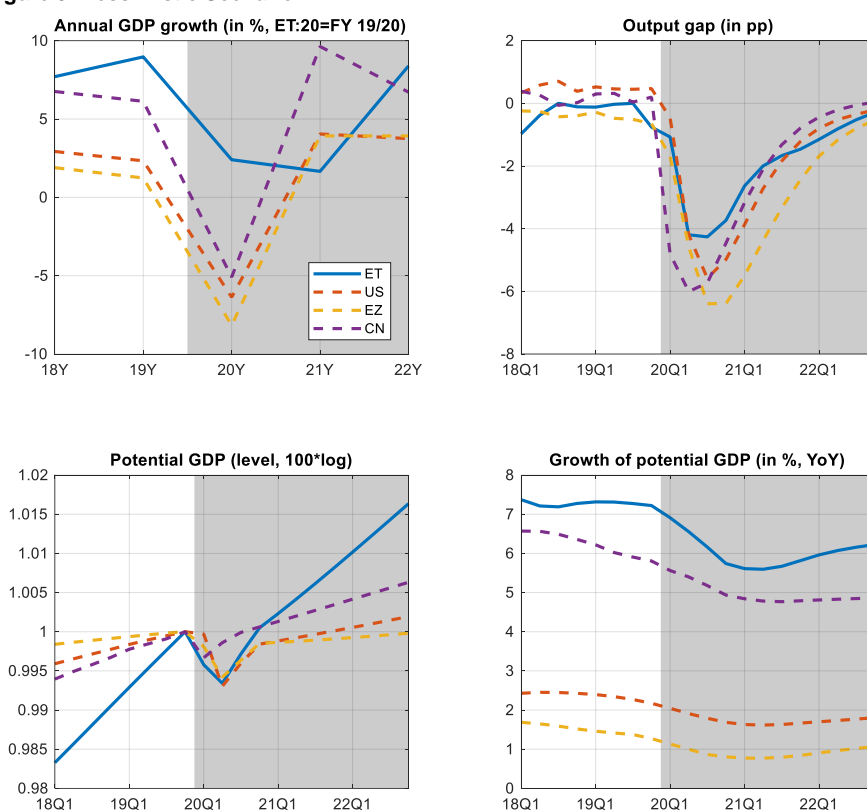 Annual GDP growth (in %, ET:20=FY 19/20)
10
5
0
-5
-10
18Y 19Y 20Y 21Y 22Y
ET
US
EZ
CN
Output gap (in pp)
2
0
-2
-4
-6
-8
18Q1 19Q1 20Q1 21Q1 22Q1
Potential GDP (level, 100*log)
1.02
1.015
1.01
1.005
1
0.995
0.99
0.985
0.98
18Q1 19Q1 20Q1 21Q1 22Q1
Growth of potential GDP (in %, YoY)
8
7
6
5
4
3
2
1
0
18Q1 19Q1 20Q1 21Q1 22Q1